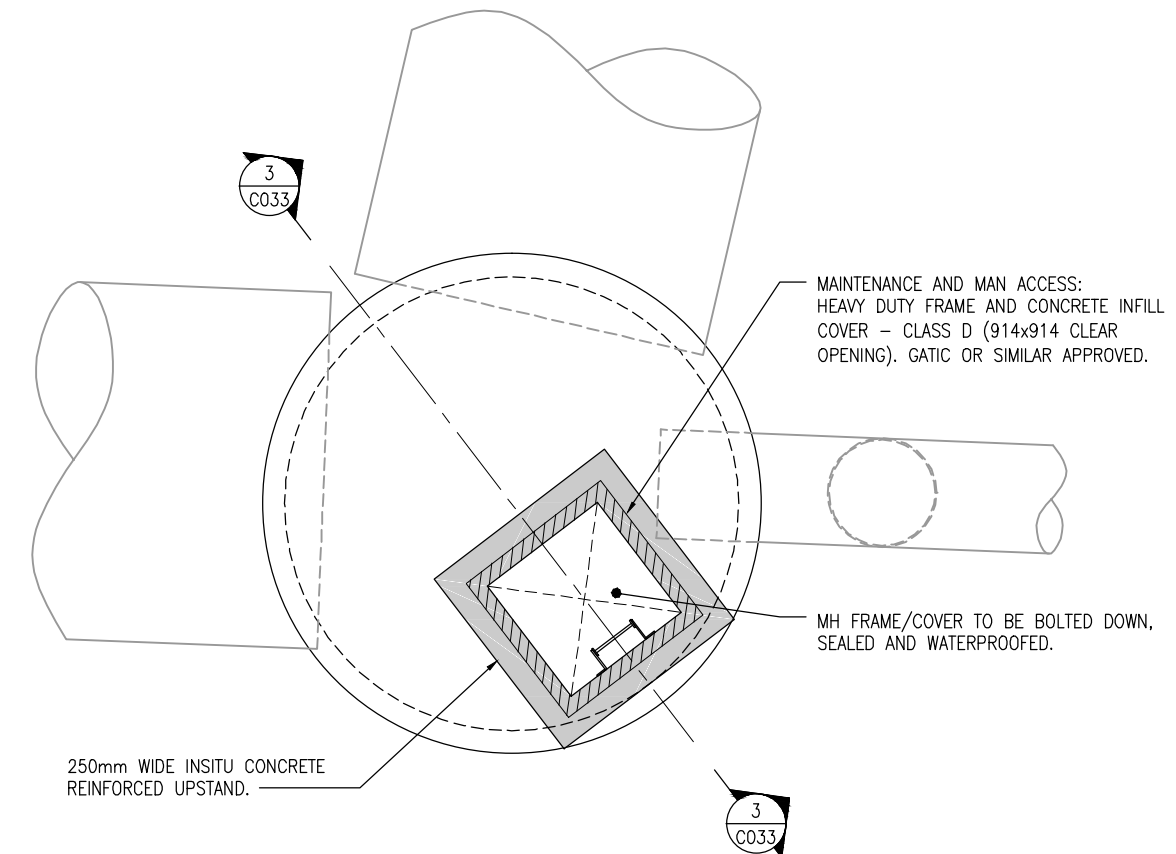 3
C033
MAINTENANCE AND MAN ACCESS:
HEAVY DUTY FRAME AND CONCRETE INFILL
COVER – CLASS D (914x914 CLEAR
OPENING). GATIC OR SIMILAR APPROVED.
MH FRAME/COVER TO BE BOLTED DOWN,
SEALED AND WATERPROOFED.
250mm WIDE INSITU CONCRETE
REINFORCED UPSTAND.
3
C033